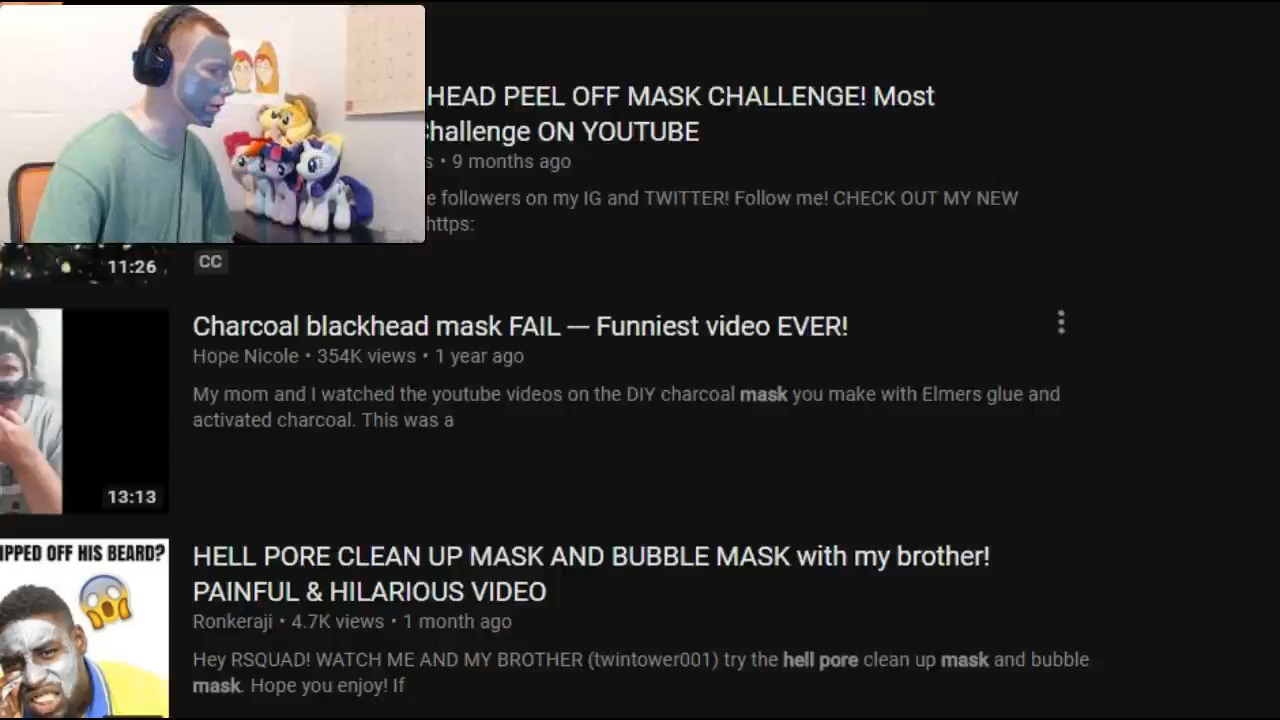 HEAD PEEL OFF MASK CHALLENGE! Most
Challenge ON YOUTUBE
s • 9 months ago
e followers on my IG and TWITTER! Follow me! CHECK OUT MY NEW
https:
11:26
CC
Charcoal blackhead mask FAIL — Funniest video EVER!
Hope Nicole • 354K views • 1 year ago
My mom and I watched the youtube videos on the DIY charcoal mask you make with Elmers glue and
activated charcoal. This was a
13:13
IPPED OFF HIS BEARD?
HELL PORE CLEAN UP MASK AND BUBBLE MASK with my brother!
PAINFUL & HILARIOUS VIDEO
Ronkeraji • 4.7K views • 1 month ago
Hey RSQUAD! WATCH ME AND MY BROTHER (twintower001) try the hell pore clean up mask and bubble
mask. Hope you enjoy! If